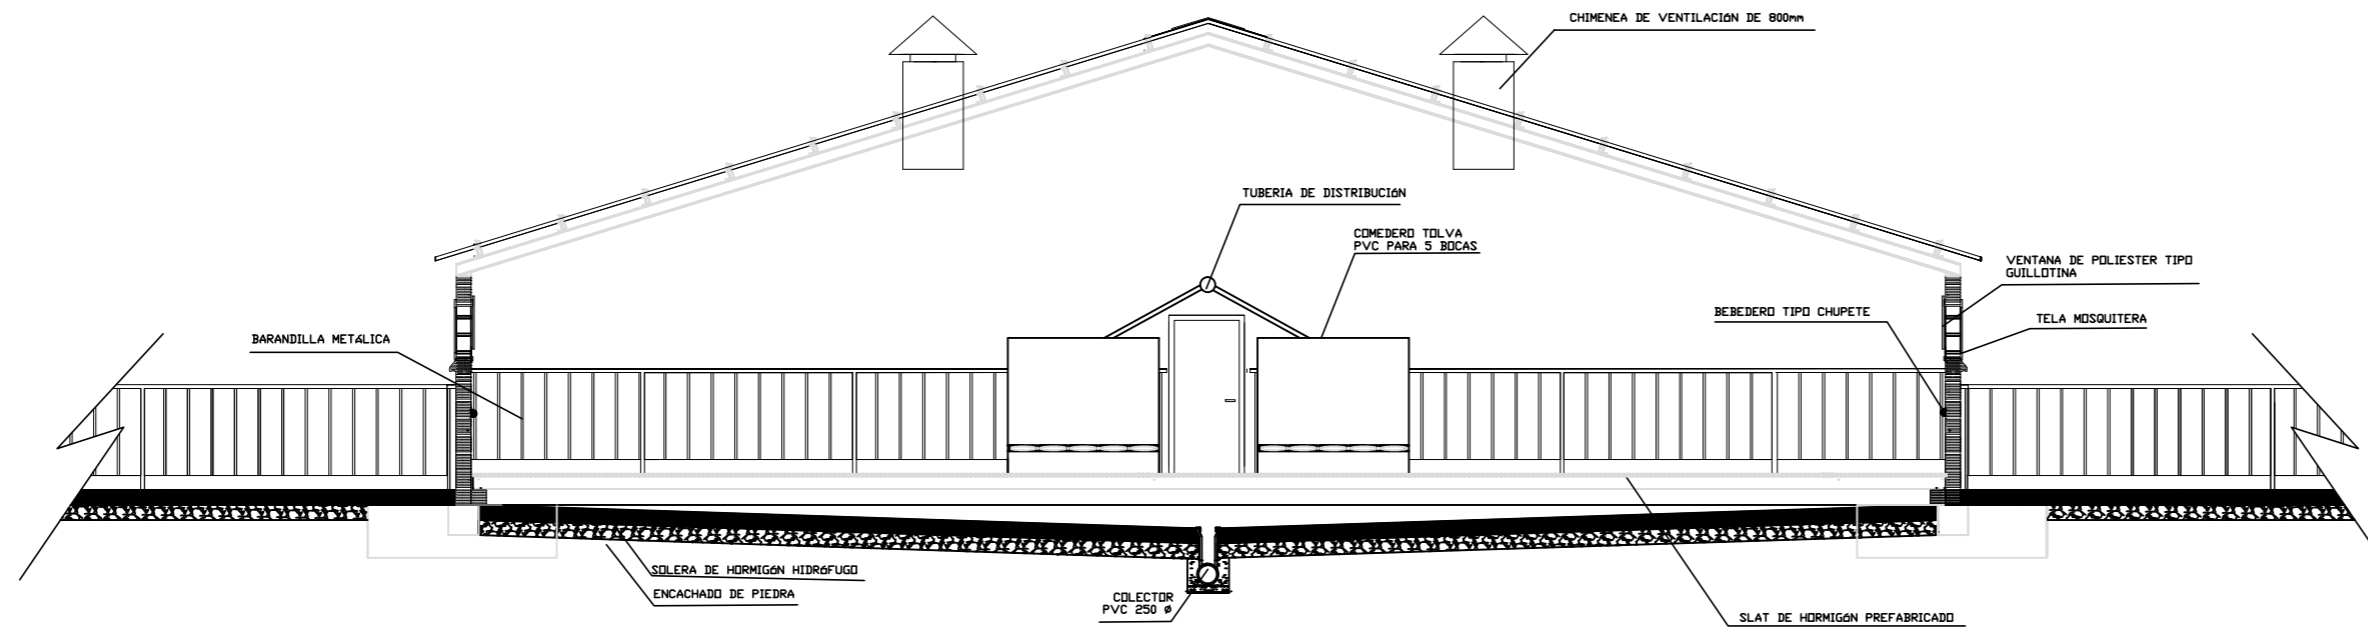 CHIMENEA DE VENTILACIóN DE 800mm
TUBERIA DE DISTRIBUCIóN
COMEDERO TOLVA
PVC PARA 5 BOCAS
VENTANA DE POLIESTER TIPO
GUILLOTINA
BEBEDERO TIPO CHUPETE
TELA MOSQUITERA
BARANDILLA METáLICA
SOLERA DE HORMIGóN HIDRóFUGO
ENCACHADO DE PIEDRA
COLECTOR
PVC 250 ø
SLAT DE HORMIGóN PREFABRICADO